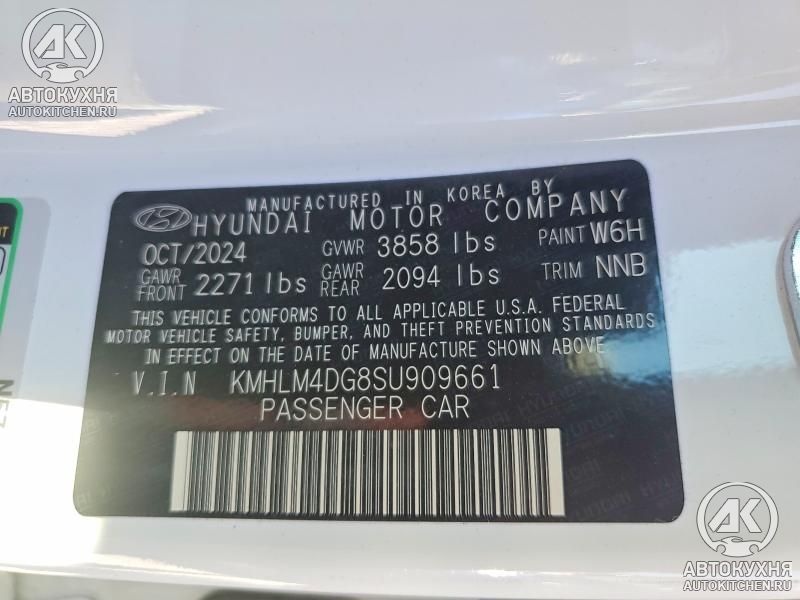 AK
АВТОКУХНЯ
AUTOKITCHEN.RU
MANUFACTURED IN KOREA BY
HYUNDAI MOTOR COMPANY
OCT/2024 GVWR 3858 lbs PAINT W6H
GAWR FRONT 2271 lbs GAWR REAR 2094 lbs TRIM NNB
THIS VEHICLE CONFORMS TO ALL APPLICABLE U.S.A. FEDERAL
MOTOR VEHICLE SAFETY, BUMPER, AND THEFT PREVENTION STANDARDS
IN EFFECT ON THE DATE OF MANUFACTURE SHOWN ABOVE.
V.I.N KMHLM4DG8SU909661
PASSENGER CAR
AK
АВТОКУХНЯ
AUTOKITCHEN.RU